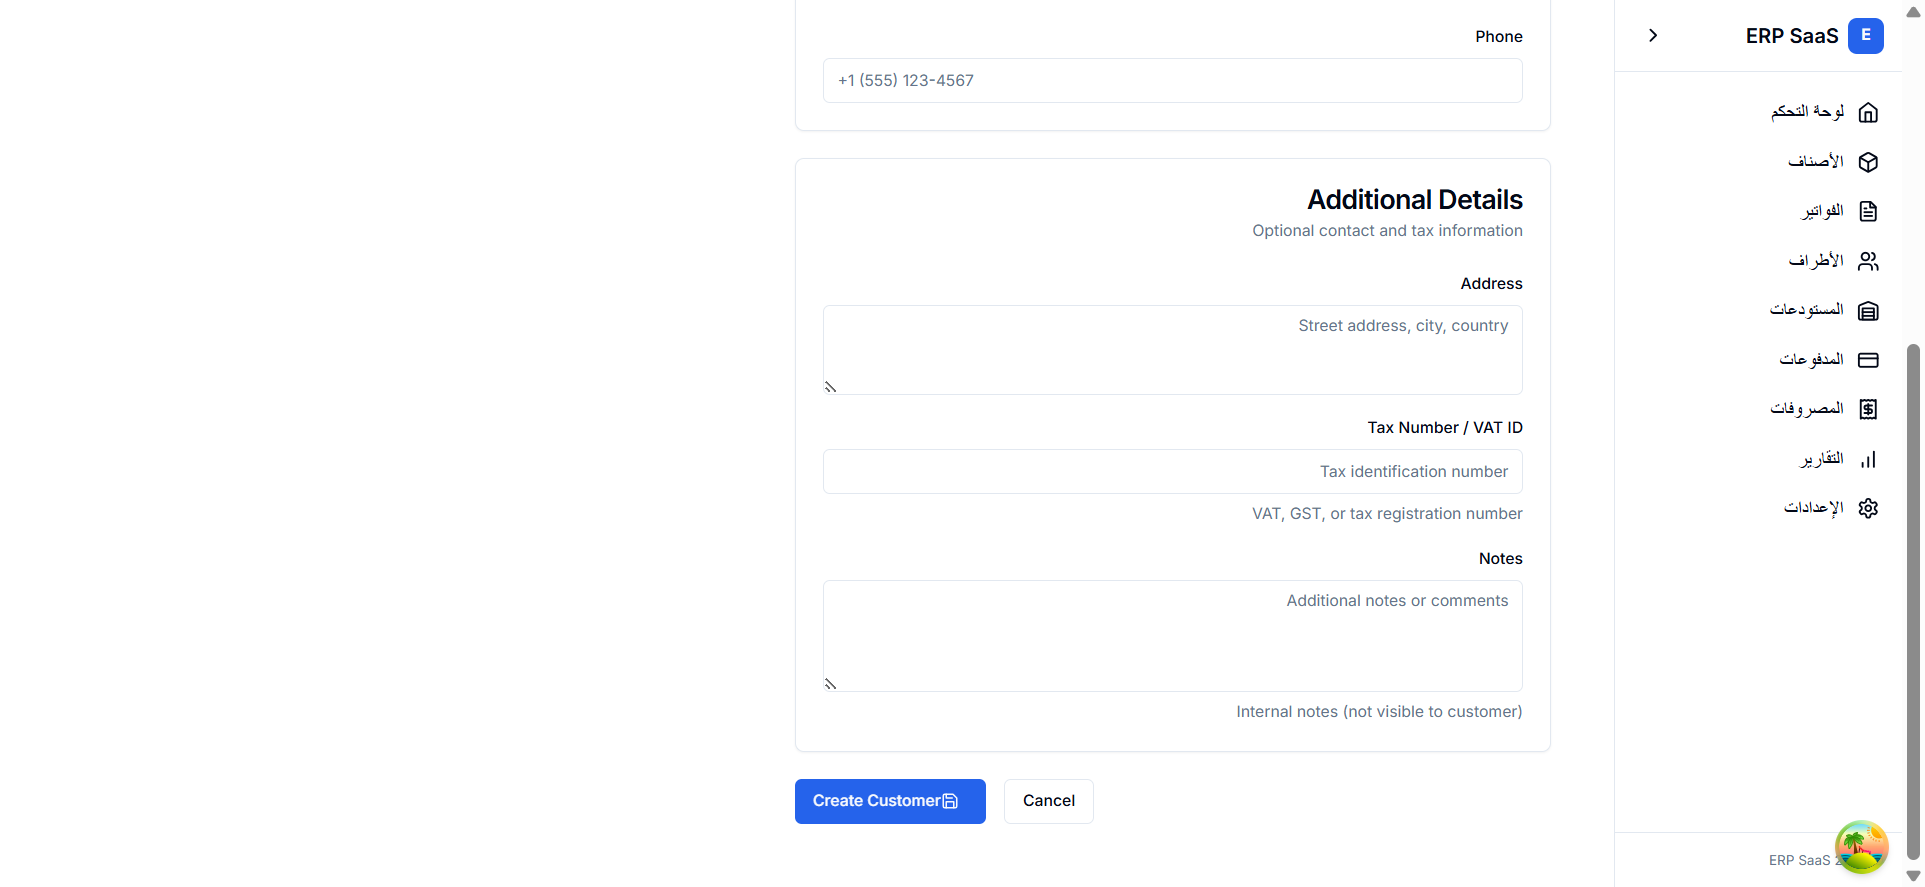 ERP SaaS
E
لوحة التحكم
الأصناف
الفواتير
الأطراف
المستودعات
المدفوعات
المصروفات
التقارير
الإعدادات
ERP SaaS
Phone
+1 (555) 123-4567
Additional Details
Optional contact and tax information
Address
Street address, city, country
Tax Number / VAT ID
Tax identification number
VAT, GST, or tax registration number
Notes
Additional notes or comments
Internal notes (not visible to customer)
Create Customer
Cancel